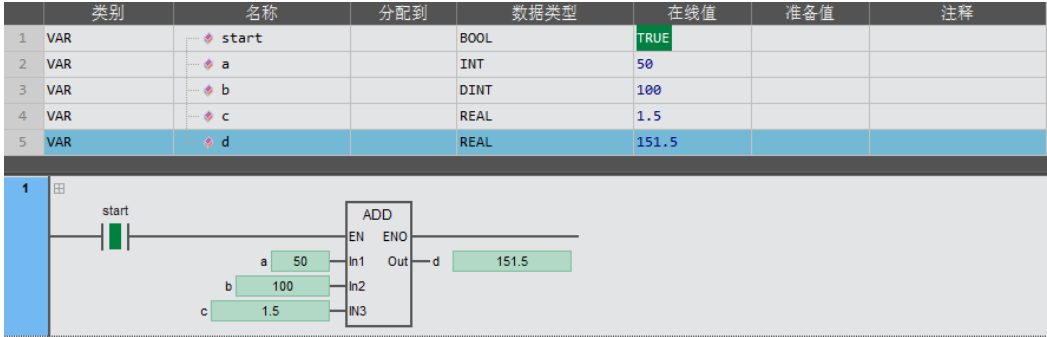 类别 名称 分配到 数据类型 在线值 准备值 注释
1 VAR start BOOL TRUE
2 VAR a INT 50
3 VAR b DINT 100
4 VAR c REAL 1.5
5 VAR d REAL 151.5
1
start
ADD
EN ENO
a 50 In1 Out d 151.5
b 100 In2
c 1.5 IN3